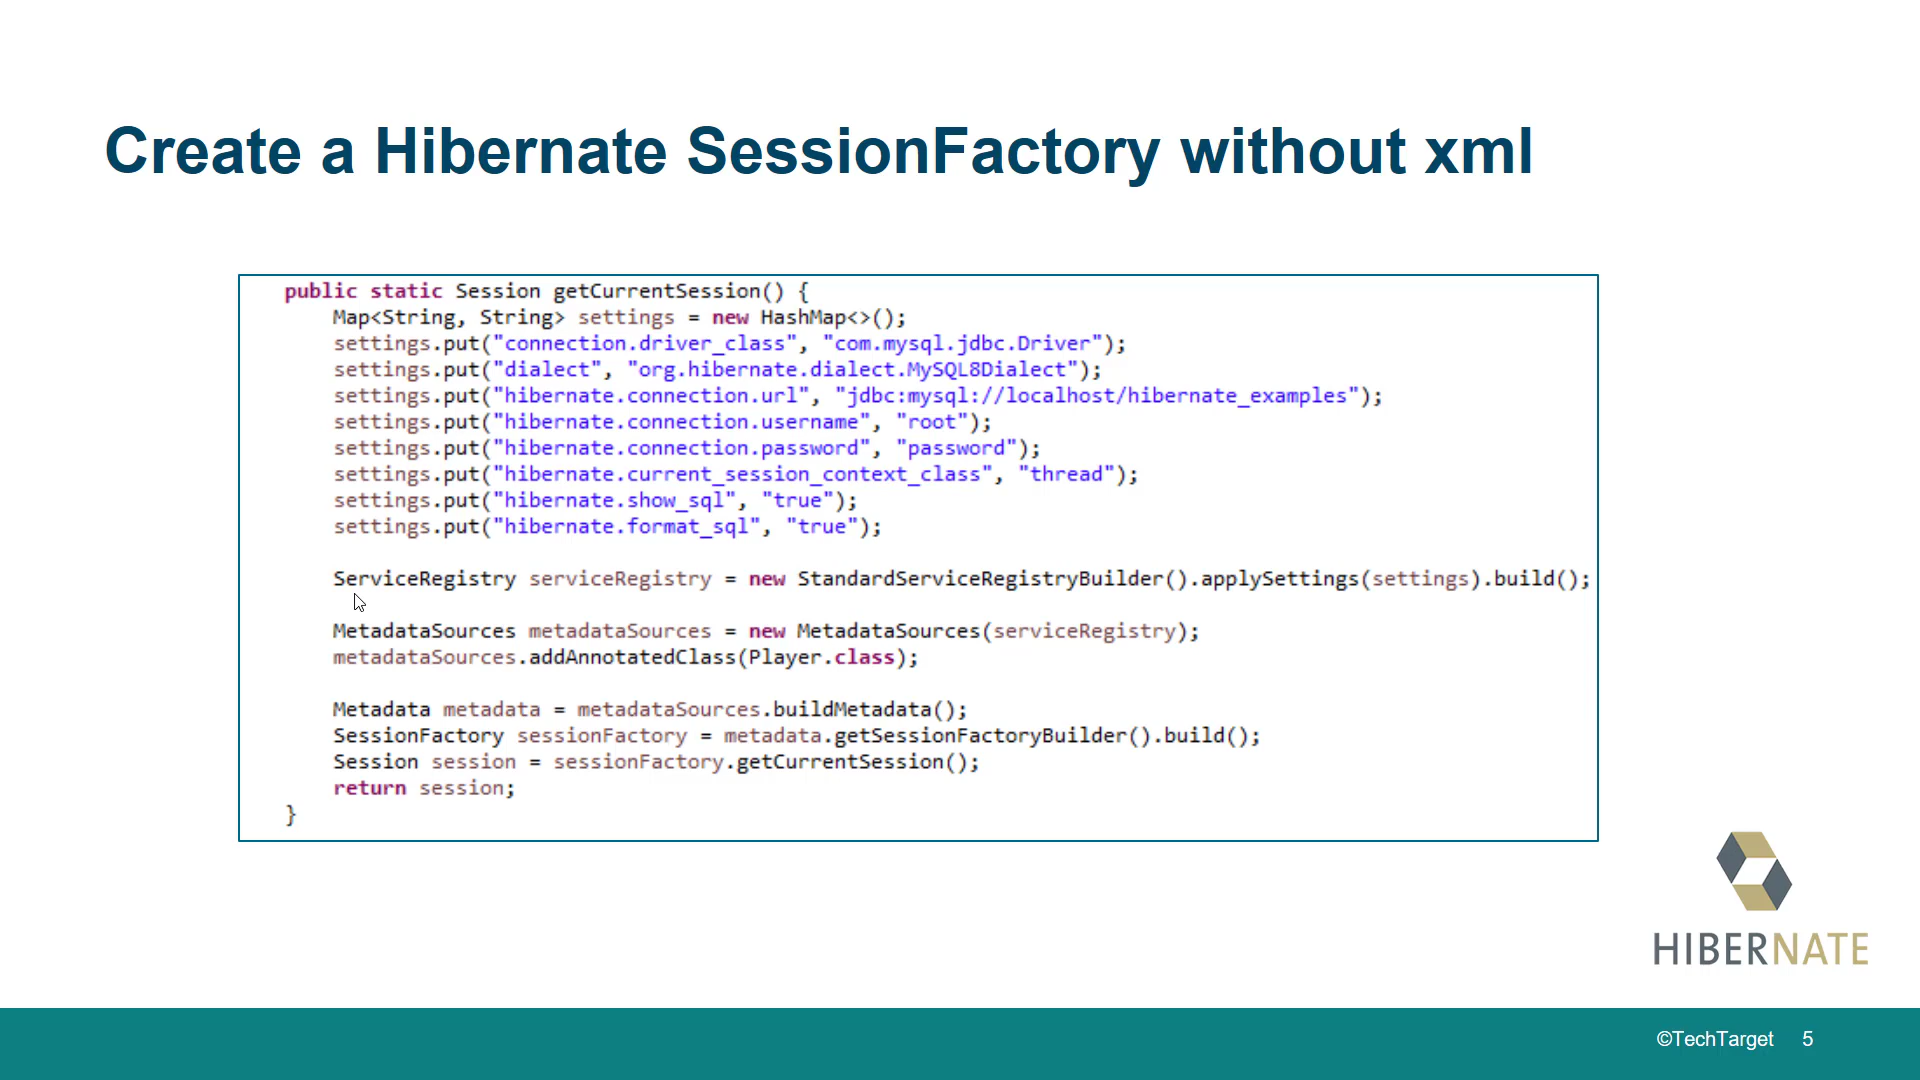 Create a Hibernate SessionFactory without xml
public static Session getCurrentSession() {
Map<String, String> settings = new HashMap<>();
settings.put("connection.driver_class", "com.mysql.jdbc.Driver");
settings.put("dialect", "org.hibernate.dialect.MySQL8Dialect");
settings.put("hibernate.connection.url", "jdbc:mysql://localhost/hibernate_examples");
settings.put("hibernate.connection.username", "root");
settings.put("hibernate.connection.password", "password");
settings.put("hibernate.current_session_context_class", "thread");
settings.put("hibernate.show_sql", "true");
settings.put("hibernate.format_sql", "true");
ServiceRegistry serviceRegistry = new StandardServiceRegistryBuilder().applySettings(settings).build();
MetadataSources metadataSources = new MetadataSources(serviceRegistry);
metadataSources.addAnnotatedClass(Player.class);
Metadata metadata = metadataSources.buildMetadata();
SessionFactory sessionFactory = metadata.getSessionFactoryBuilder().build();
Session session = sessionFactory.getCurrentSession();
return session;
}
HIBERNATE
©TechTarget 5